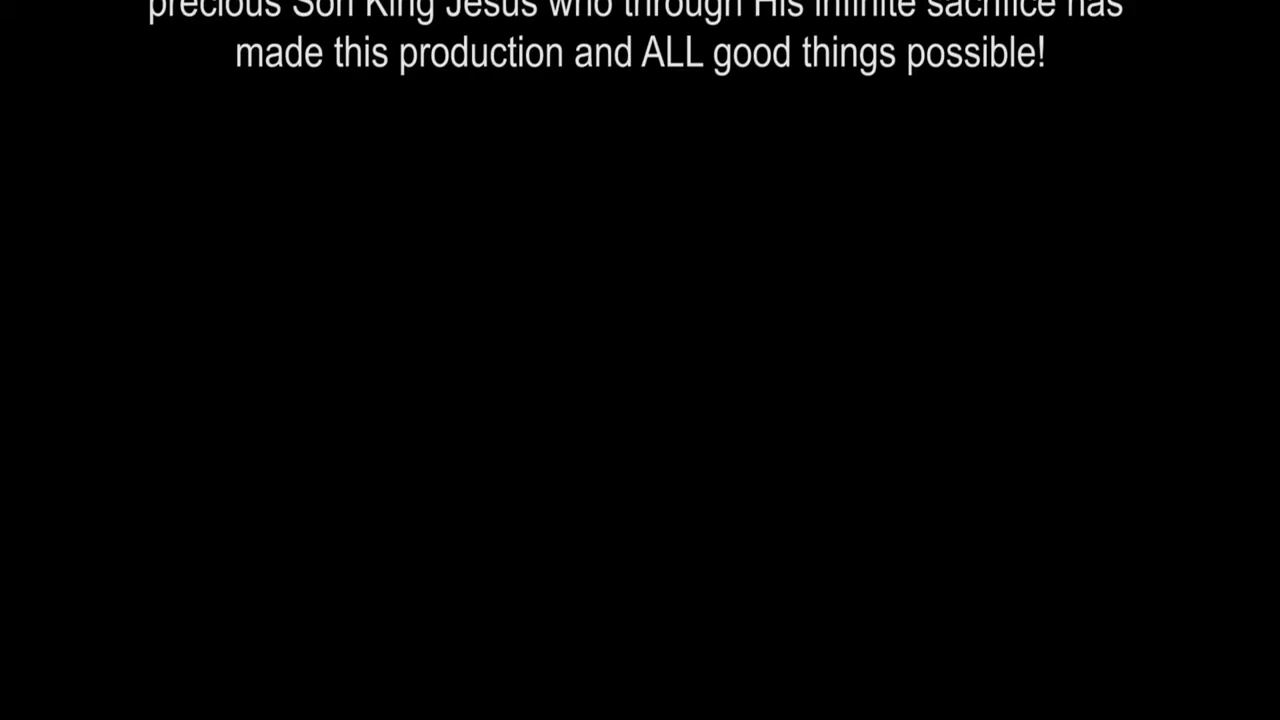 precious Son King Jesus who through His infinite sacrifice has
made this production and ALL good things possible!